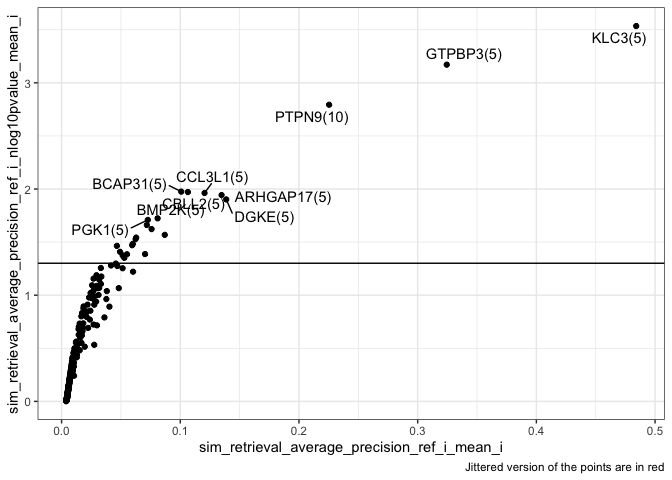 sim_retrieval_average_precision_ref_i_nlog10pvalue_mean_i
3
2
1
0
KLC3(5)
GTPBP3(5)
PTPN9(10)
CCL3L1(5)
BCAP31(5)
ARHGAP17(5)
CRLL2(5)
BMP2K(5)
DGKE(5)
PGK1(5)
0.0 0.1 0.2 0.3 0.4 0.5
sim_retrieval_average_precision_ref_i_mean_i
Jittered version of the points are in red